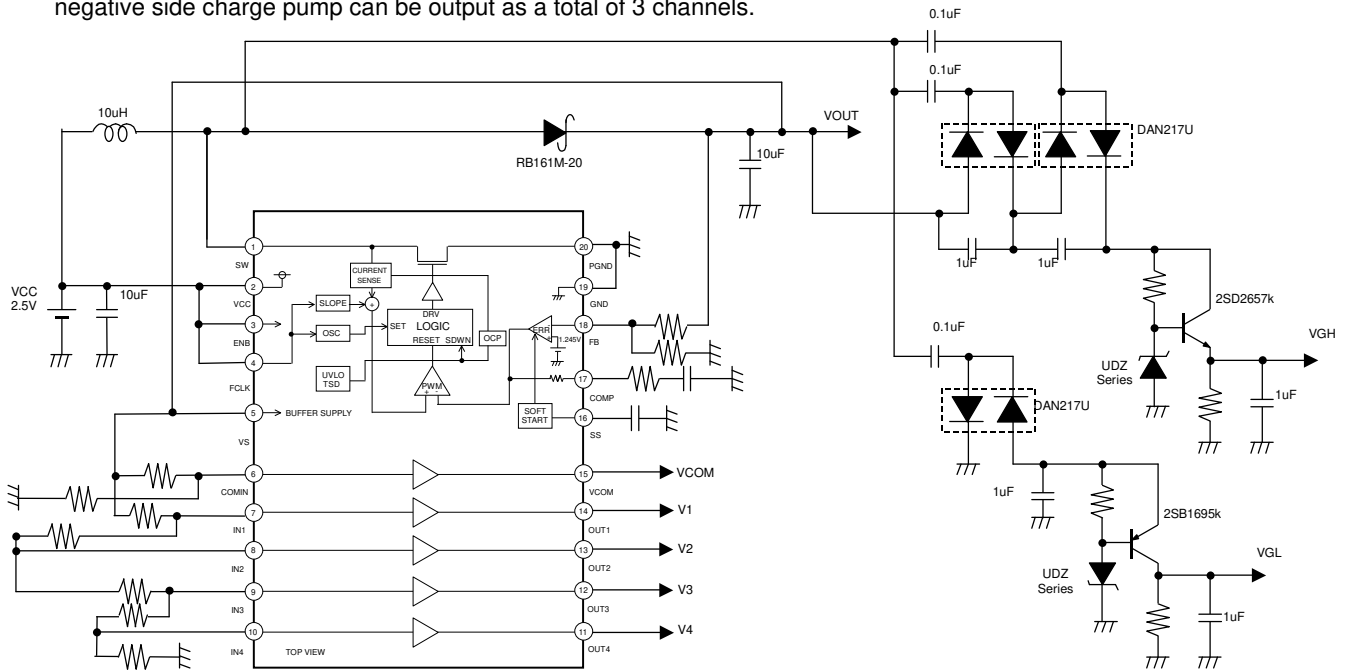 negative side charge pump can be output as a total of 3 channels.
0.1uF
0.1uF
10uH
VOUT
DAN217U
RB161M-20
10uF
1
20
SW
PGND
CURRENT
SENSE
1uF
1uF
VCC
2.5V
10uF
2
19
VCC
GND
SLOPE
+
DRV
LOGIC
SET
RESET SDWN
OSC
OCP
ERR
+
1.245V
3
18
ENB
FB
2SD2657k
0.1uF
VGH
UDZ
Series
4
17
UVLO
TSD
PWM
+ -
FCLK
COMP
1uF
5
BUFFER SUPPLY
SOFT
START
16
VS
SS
DAN217U
6
15
VCOM
COMIN
VCOM
1uF
7
14
V1
IN1
OUT1
2SB1695k
8
13
V2
IN2
OUT2
VGL
UDZ
Series
9
12
V3
IN3
OUT3
1uF
10
11
V4
IN4
TOP VIEW
OUT4